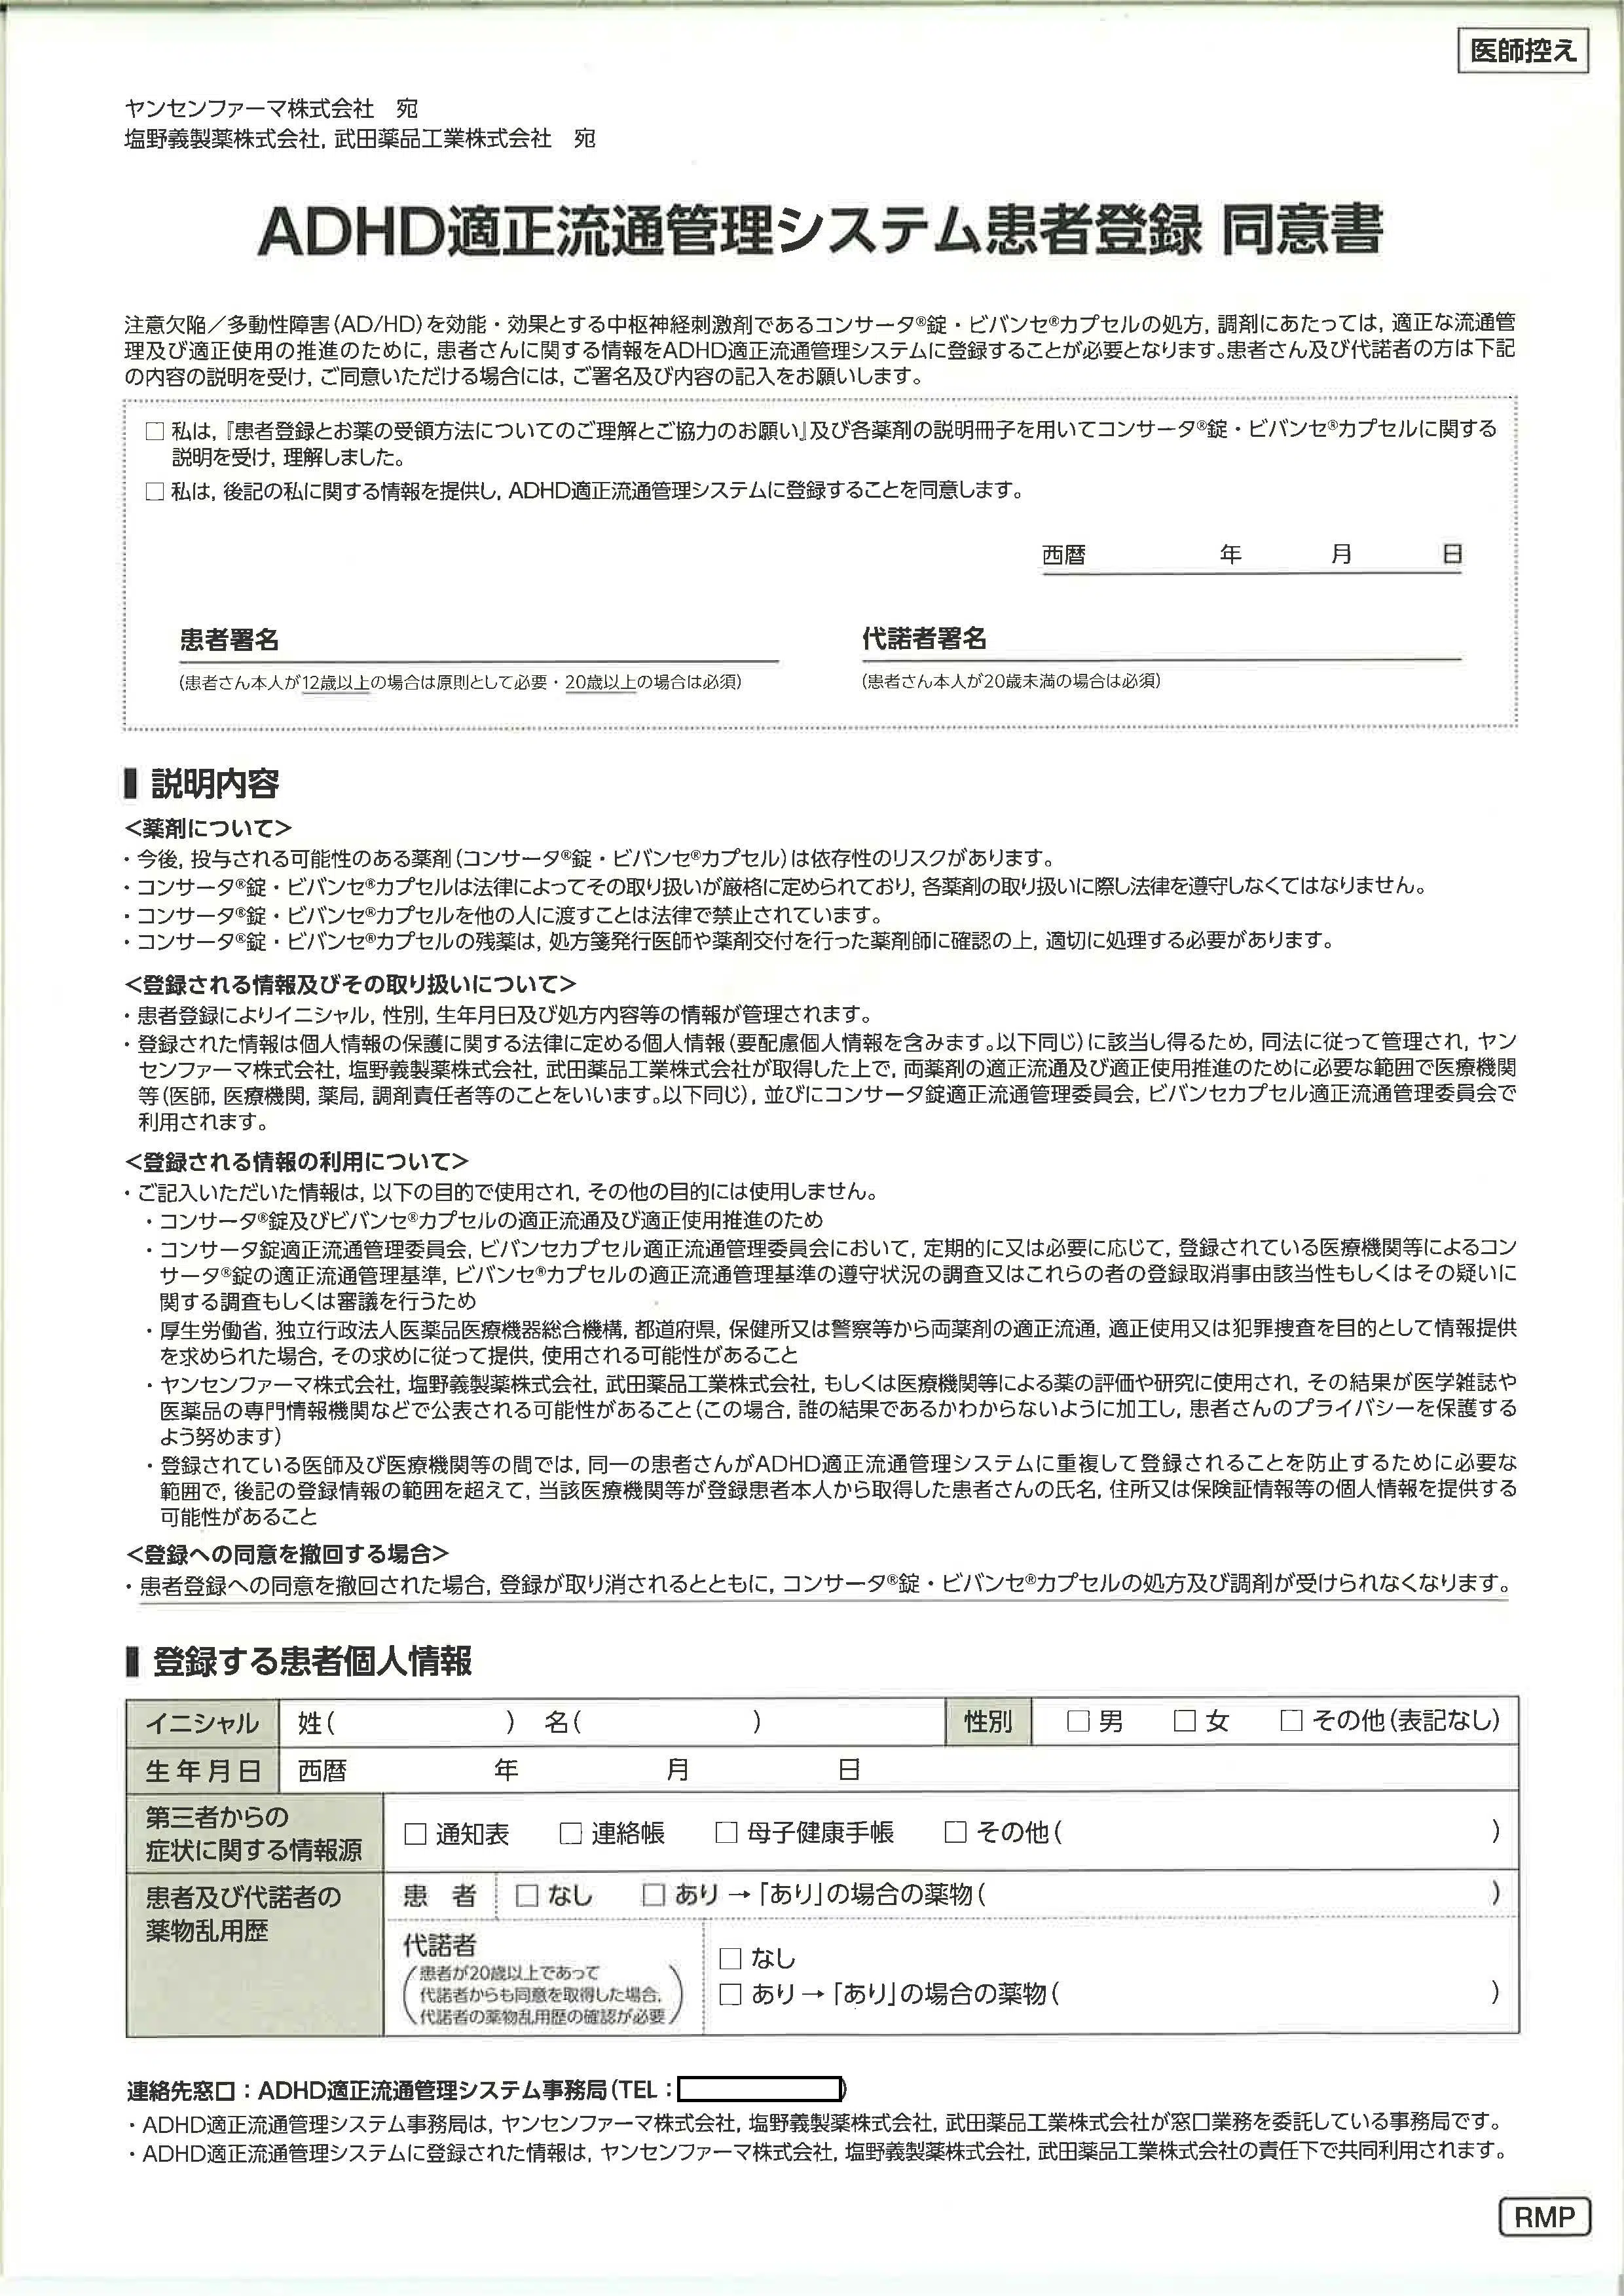 医師控え
ヤンセンファーマ株式会社　宛
塩野義製薬株式会社, 武田薬品工業株式会社　宛
ADHD適正流通管理システム患者登録 同意書
注意欠陥／多動性障害(AD/HD)を効能・効果とする中枢神経刺激剤であるコンサータ®錠・ビバンセ®カプセルの処方, 調剤にあたっては, 適正な流通管
理及び適正使用の推進のために, 患者さんに関する情報をADHD適正流通管理システムに登録することが必要となります。患者さん及び代諾者の方は下記
の内容の説明を受け, ご同意いただける場合には, ご署名及び内容の記入をお願いします。
□ 私は,『患者登録とお薬の受領方法についてのご理解とご協力のお願い』及び各薬剤の説明冊子を用いてコンサータ®錠・ビバンセ®カプセルに関する
説明を受け, 理解しました。
□ 私は, 後記の私に関する情報を提供し, ADHD適正流通管理システムに登録することを同意します。
西暦　　　年　　　月　　　日
患者署名　　　代諾者署名
(患者さん本人が12歳以上の場合は原則として必要・20歳以上の場合は必須)　　　(患者さん本人が20歳未満の場合は必須)
説明内容
<薬剤について>
・今後, 投与される可能性のある薬剤(コンサータ®錠・ビバンセ®カプセル)は依存性のリスクがあります。
・コンサータ®錠・ビバンセ®カプセルは法律によってその取り扱いが厳格に定められており, 各薬剤の取り扱いに際し法律を遵守しなくてはなりません。
・コンサータ®錠・ビバンセ®カプセルを他の人に渡すことは法律で禁止されています。
・コンサータ®錠・ビバンセ®カプセルの残薬は, 処方箋発行医師や薬剤交付を行った薬剤師に確認の上, 適切に処理する必要があります。
<登録される情報及びその取り扱いについて>
・患者登録によりイニシャル, 性別, 生年月日及び処方内容等の情報が管理されます。
・登録された情報は個人情報の保護に関する法律に定める個人情報(要配慮個人情報を含みます。以下同じ)に該当し得るため, 同法に従って管理され, ヤン
センファーマ株式会社, 塩野義製薬株式会社, 武田薬品工業株式会社が取得した上で, 両薬剤の適正流通及び適正使用推進のために必要な範囲で医療機関
等(医師, 医療機関, 薬局, 調剤責任者等のことをいいます。以下同じ), 並びにコンサータ錠適正流通管理委員会, ビバンセカプセル適正流通管理委員会で
利用されます。
<登録される情報の利用について>
・ご記入いただいた情報は, 以下の目的で使用され, その他の目的には使用しません。
・コンサータ®錠及びビバンセ®カプセルの適正流通及び適正使用推進のため
・コンサータ錠適正流通管理委員会, ビバンセカプセル適正流通管理委員会において, 定期的に又は必要に応じて, 登録されている医療機関等によるコン
サータ®錠の適正流通管理基準, ビバンセ®カプセルの適正流通管理基準の遵守状況の調査又はこれらの者の登録取消事由該当性もしくはその疑いに
関する調査もしくは審議を行うため
・厚生労働省, 独立行政法人医薬品医療機器総合機構, 都道府県, 保健所又は警察等から両薬剤の適正流通, 適正使用又は犯罪捜査を目的として情報提供
を求められた場合, その求めに従って提供, 使用される可能性があること
・ヤンセンファーマ株式会社, 塩野義製薬株式会社, 武田薬品工業株式会社, もしくは医療機関等による薬の評価や研究に使用され, その結果が医学雑誌や
医薬品の専門情報機関などで公表される可能性があること(この場合, 誰の結果であるかわからないように加工し, 患者さんのプライバシーを保護する
よう努めます)
・登録されている医師及び医療機関等の間では, 同一の患者さんがADHD適正流通管理システムに重複して登録されることを防止するために必要な
範囲で, 後記の登録情報の範囲を超えて, 当該医療機関等が登録患者本人から取得した患者さんの氏名, 住所又は保険証情報等の個人情報を提供する
可能性があること
<登録への同意を撤回する場合>
・患者登録への同意を撤回された場合, 登録が取り消されるとともに, コンサータ®錠・ビバンセ®カプセルの処方及び調剤が受けられなくなります。
登録する患者個人情報
イニシャル　姓(　　　)　名(　　　)　性別　□ 男　□ 女　□ その他(表記なし)
生年月日　西暦　　　年　　　月　　　日
第三者からの
症状に関する情報源　□ 通知表　□ 連絡帳　□ 母子健康手帳　□ その他(　　　)
患者及び代諾者の
薬物乱用歴
患　者　□ なし　□ あり→「あり」の場合の薬物(　　　)
代諾者
(患者が20歳以上であって
代諾者からも同意を取得した場合,
代諾者の薬物乱用歴の確認が必要)
□ なし
□ あり→「あり」の場合の薬物(　　　)
連絡先窓口：ADHD適正流通管理システム事務局(TEL：　　　)
・ADHD適正流通管理システム事務局は, ヤンセンファーマ株式会社, 塩野義製薬株式会社, 武田薬品工業株式会社が窓口業務を委託している事務局です。
・ADHD適正流通管理システムに登録された情報は, ヤンセンファーマ株式会社, 塩野義製薬株式会社, 武田薬品工業株式会社の責任下で共同利用されます。
RMP